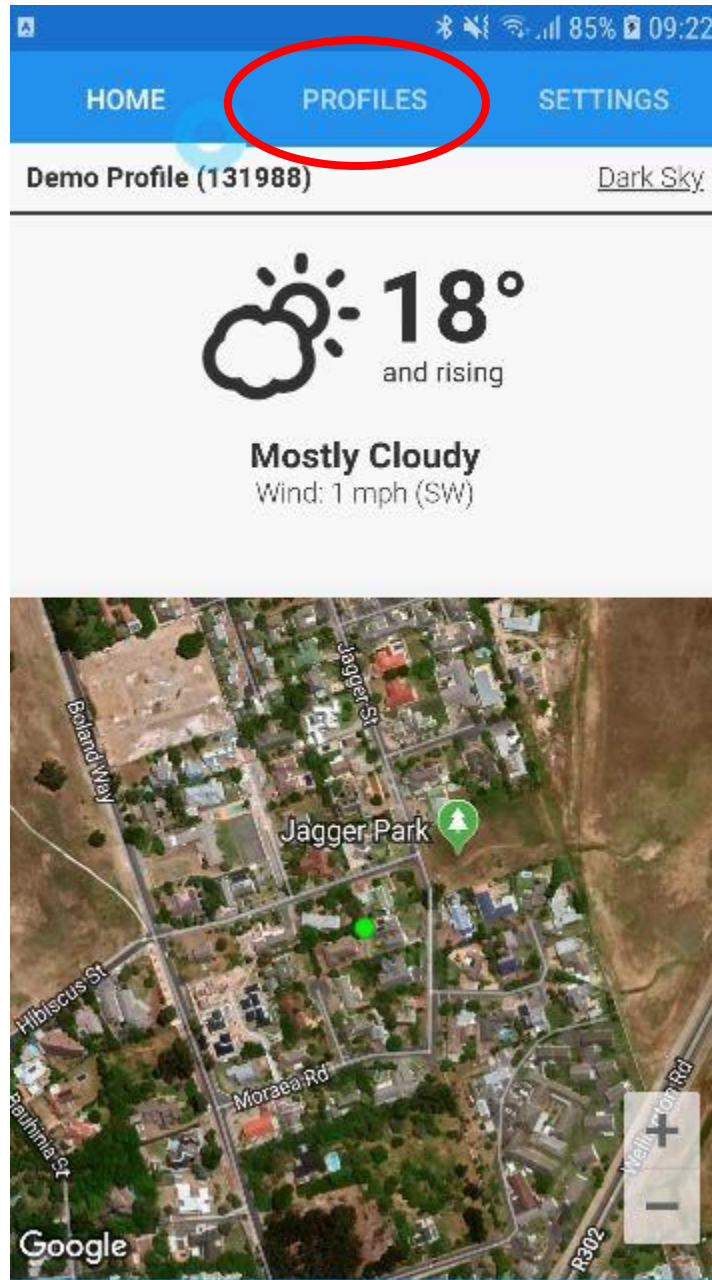 85% 09:22
HOME PROFILES SETTINGS
Demo Profile (131988) Dark Sky
18°
and rising
Mostly Cloudy
Wind: 1 mph (SW)
Jagger St
Boland Way
Jagger Park
Hibiscus St
Moraea Rd
Bauhinia St
Wellington Rd
+
−
R302
Google